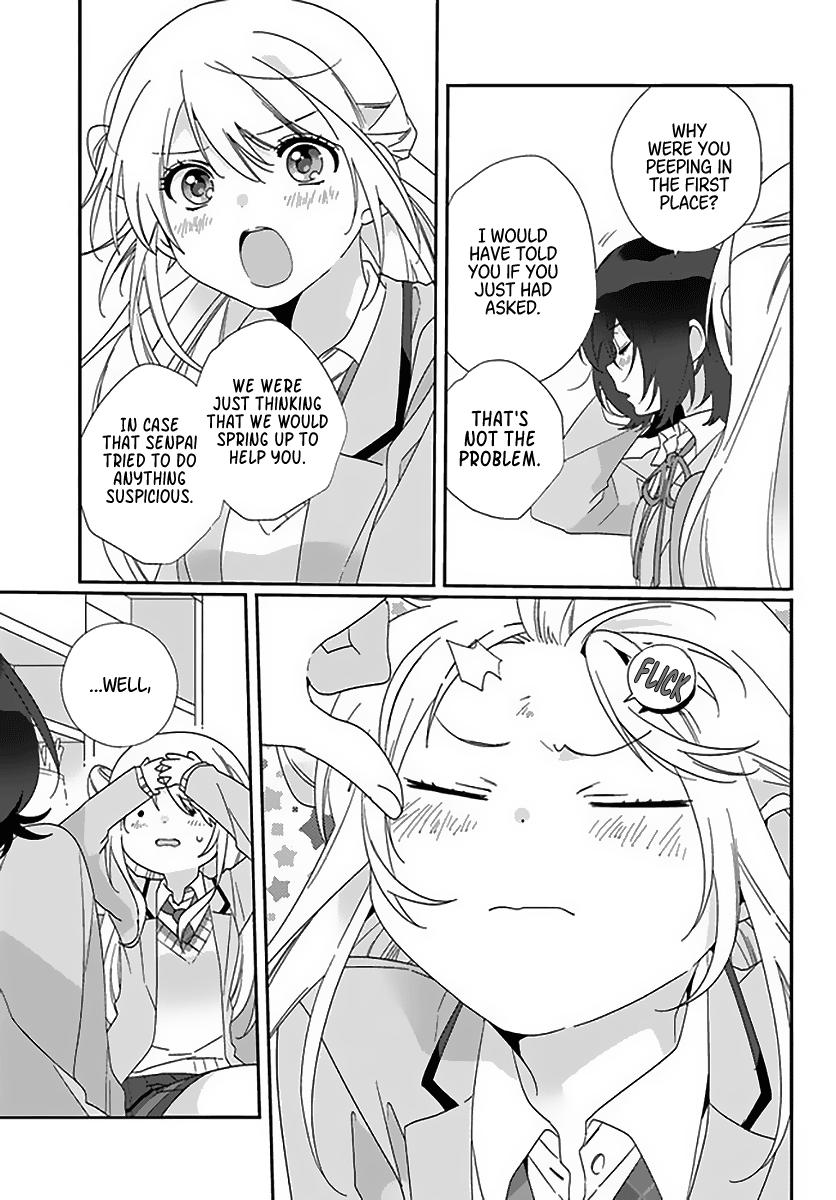 WHY
WERE YOU
PEEPING IN
THE FIRST
PLACE?
I WOULD
HAVE TOLD
YOU IF YOU
JUST HAD
ASKED.
THAT'S
NOT THE
PROBLEM.
WE WERE
JUST THINKING
THAT WE WOULD
SPRING UP TO
HELP YOU.
IN CASE
THAT SENPAI
TRIED TO DO
ANYTHING
SUSPICIOUS.
FLICK
...WELL,